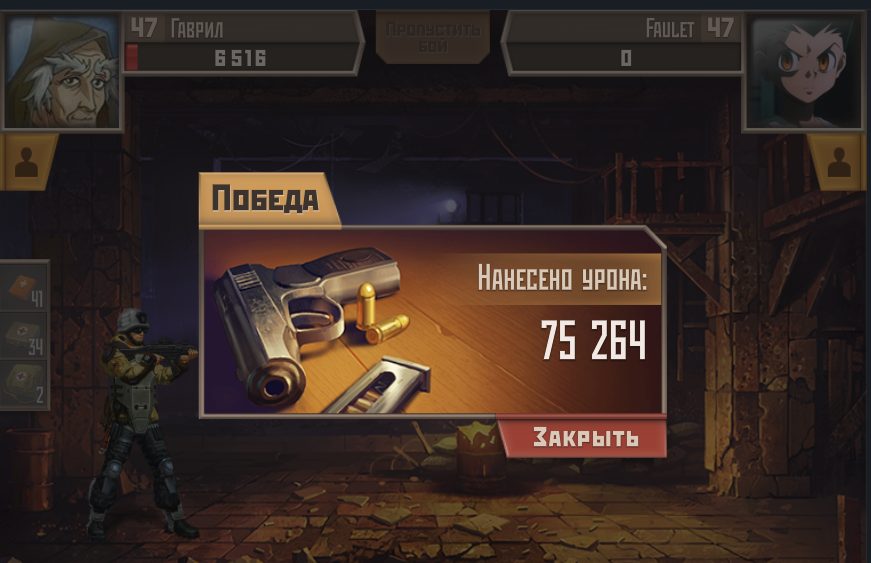 47 Гаврил
6 516
Пропустить
бой
Faulet 47
0
Победа
Нанесено урона:
75 264
Закрыть
41
34
2